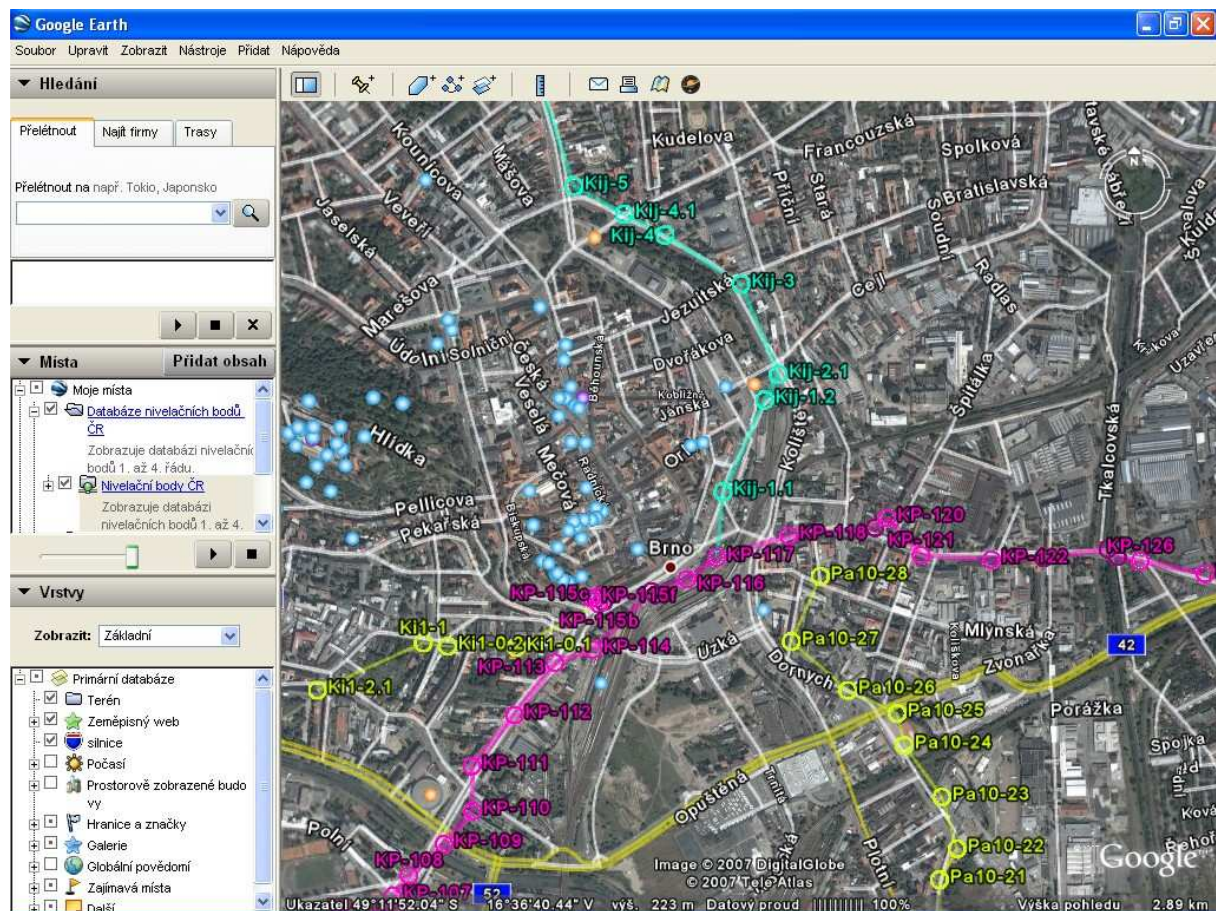 Google Earth
Soubor Upravit Zobrazit Nástroje Přidat Nápověda
Hledání
Přelétnout Najít firmy Trasy
Přelétnout na např. Tokio, Japonsko
Místa Přidat obsah
Moje místa
Databáze nivelačních bodů
ČR
Zobrazuje databázi nivelačníc
bodů 1. až 4. řádu.
Nivelační body ČR
Zobrazuje databázi
nivelačních bodů 1. až 4.
Vrstvy
Zobrazit: Základní
Primární databáze
Terén
Zeměpisný web
silnice
Počasí
Prostorově zobrazené budo
vy
Hranice a značky
Galerie
Globální povědomí
Zajímavá místa
Další
N
Kounicova
Mášova
Kudelova
Francouzská
Spolková
Bratislavská
Příční
Stará
Soudní
Radlas
Jaselská
Veveří
Marešova
Údolní
Solniční
Česká
Veselá
Mečová
Běhounská
Jezuitská
Dvořákova
Kobližná
Jánská
Orlí
Radnická
Biskupská
Cejl
Koliště
Špitálka
Tkalcovská
Hlídka
Pellicova
Pekařská
Brno
Úzká
Dornych
Mlýnská
Kolískova
Zvonařka
42
Porážka
Spojka
Opuštěná
Trnitá
Plotní
Polní
52
Kij-5
Kij-4.1
Kij-4
Kij-3
Kij-2.1
Kij-1.2
Kij-1.1
KP-120
KP-118
KP-121
KP-122
KP-126
KP-117
KP-116
KP-115c
KP-115f
KP-115b
KP-114
KP-113
KP-112
KP-111
KP-110
KP-109
KP-108
KP-107
Ki1-1
Ki1-0.2
Ki1-0.1
Ki1-2.1
Pa10-28
Pa10-27
Pa10-26
Pa10-25
Pa10-24
Pa10-23
Pa10-22
Pa10-21
Image © 2007 DigitalGlobe
© 2007 Tele Atlas
Google
Ukazatel 49°11'52.04" S 16°36'40.44" V výš. 223 m Datový proud 100% Výška pohledu 2.89 km